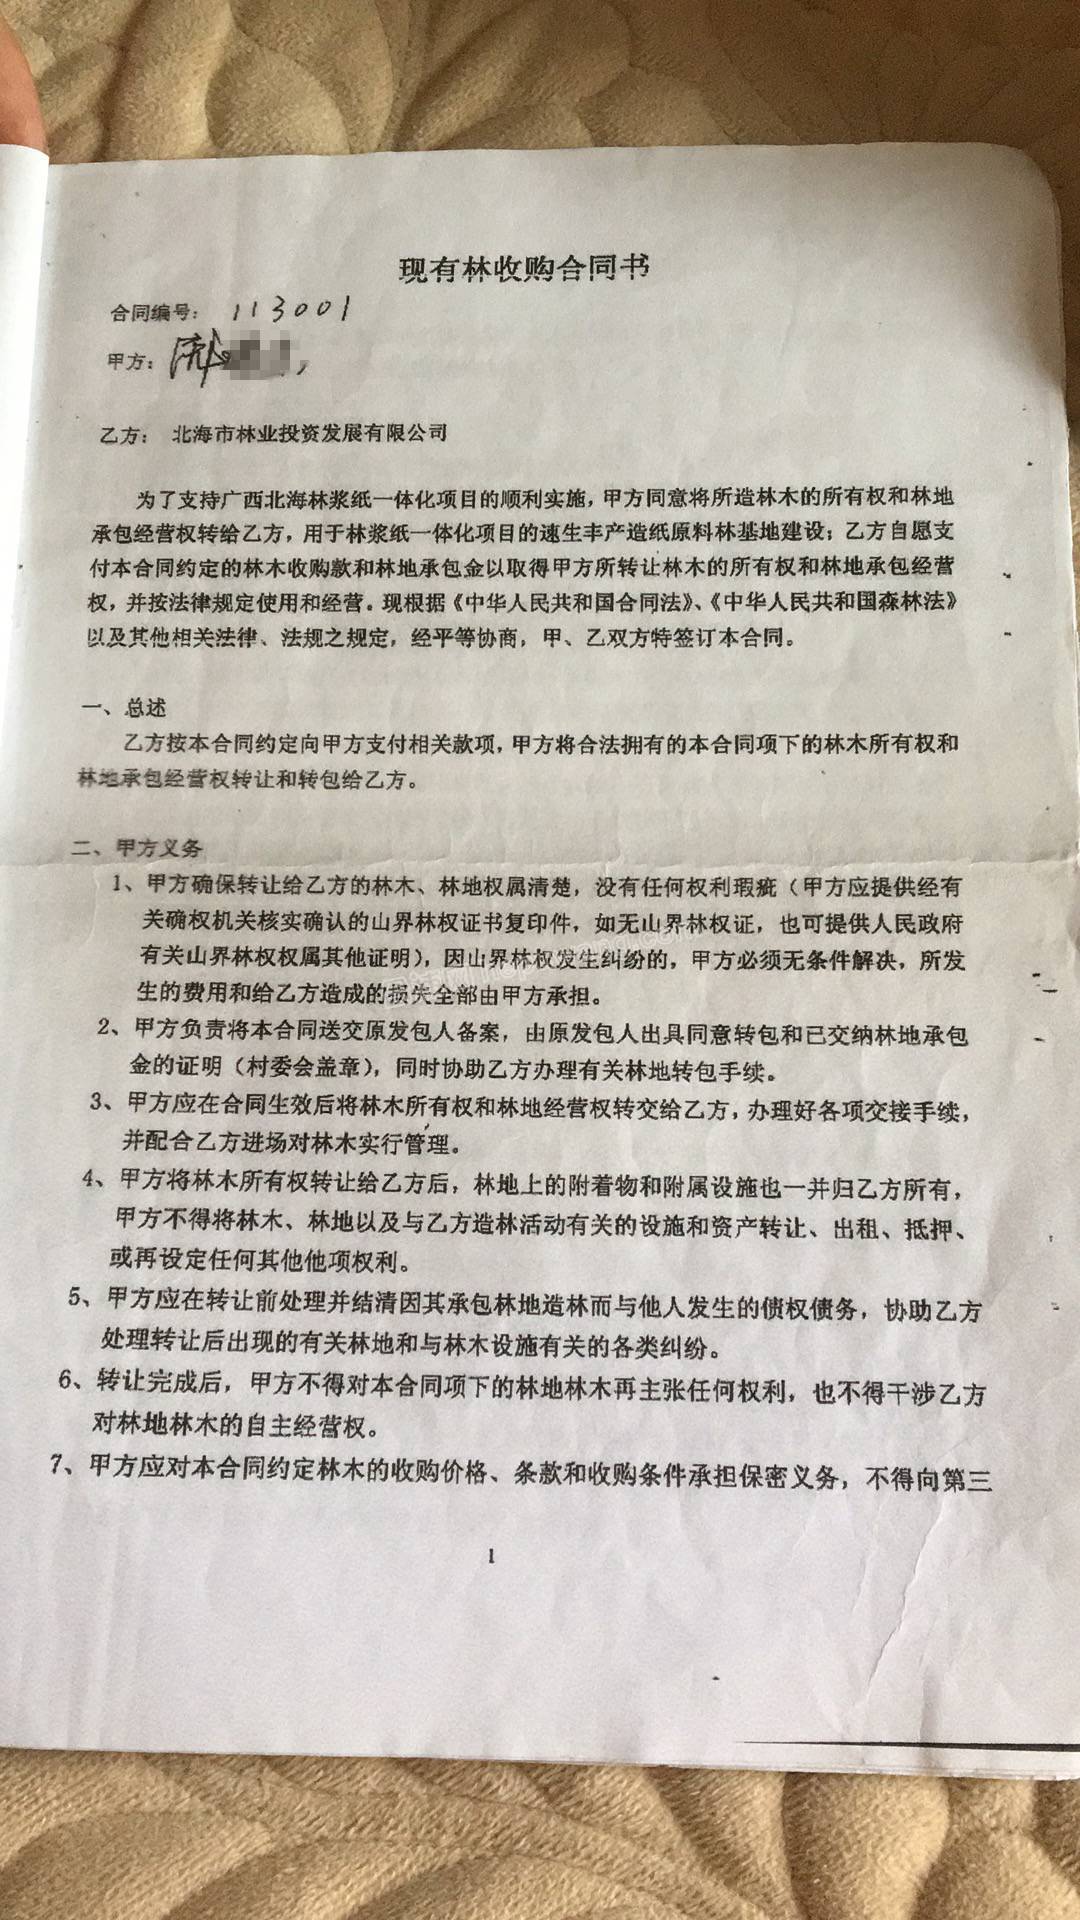 现有林收购合同书
合同编号: 113001
甲方:
乙方: 北海市林业投资发展有限公司
为了支持广西北海林浆纸一体化项目的顺利实施，甲方同意将所造林木的所有权和林地
承包经营权转给乙方，用于林浆纸一体化项目的速生丰产造纸原料林基地建设；乙方自愿支
付本合同约定的林木收购款和林地承包金以取得甲方所转让林木的所有权和林地承包经营
权，并按法律规定使用和经营。现根据《中华人民共和国合同法》、《中华人民共和国森林法》
以及其他相关法律、法规之规定，经平等协商，甲、乙双方特签订本合同。
一、总述
乙方按本合同约定向甲方支付相关款项，甲方将合法拥有的本合同项下的林木所有权和
林地承包经营权转让和转包给乙方。
二、甲方义务
1、甲方确保转让给乙方的林木、林地权属清楚，没有任何权利瑕疵（甲方应提供经有
关确权机关核实确认的山界林权证书复印件，如无山界林权证，也可提供人民政府
有关山界林权权属其他证明），因山界林权发生纠纷的，甲方必须无条件解决，所发
生的费用和给乙方造成的损失全部由甲方承担。
2、甲方负责将本合同送交原发包人备案，由原发包人出具同意转包和已交纳林地承包
金的证明（村委会盖章），同时协助乙方办理有关林地转包手续。
3、甲方应在合同生效后将林木所有权和林地经营权转交给乙方，办理好各项交接手续，
并配合乙方进场对林木实行管理。
4、甲方将林木所有权转让给乙方后，林地上的附着物和附属设施也一并归乙方所有，
甲方不得将林木、林地以及与乙方造林活动有关的设施和资产转让、出租、抵押、
或再设定任何其他他项权利。
5、甲方应在转让前处理并结清因其承包林地造林而与他人发生的债权债务，协助乙方
处理转让后出现的有关林地和与林木设施有关的各类纠纷。
6、转让完成后，甲方不得对本合同项下的林地林木再主张任何权利，也不得干涉乙方
对林地林木的自主经营权。
7、甲方应对本合同约定林木的收购价格、条款和收购条件承担保密义务，不得向第三
1